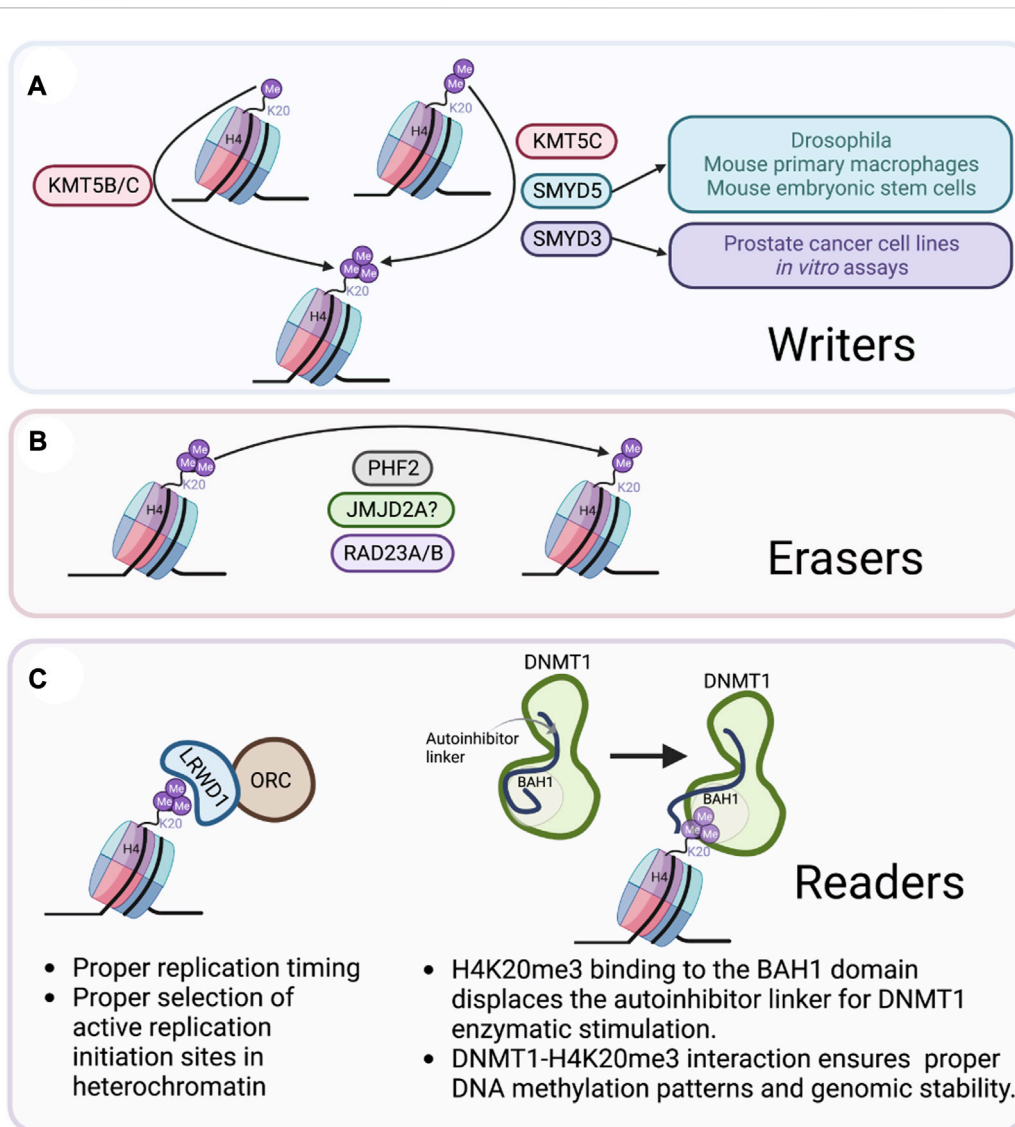 A
Me
K20
H4
Me
Me
K20
H4
KMT5B/C
KMT5C
SMYD5
SMYD3
Drosophila
Mouse primary macrophages
Mouse embryonic stem cells
Prostate cancer cell lines
in vitro assays
Me
Me
Me
K20
H4
Writers
B
Me
Me
Me
K20
H4
PHF2
JMJD2A?
RAD23A/B
Me
Me
K20
H4
Erasers
C
LRWD1
ORC
Me
Me
Me
K20
H4
• Proper replication timing
• Proper selection of
active replication
initiation sites in
heterochromatin
DNMT1
Autoinhibitor
linker
BAH1
DNMT1
BAH1
Me
Me
Me
K20
H4
Readers
• H4K20me3 binding to the BAH1 domain
displaces the autoinhibitor linker for DNMT1
enzymatic stimulation.
• DNMT1-H4K20me3 interaction ensures proper
DNA methylation patterns and genomic stability.